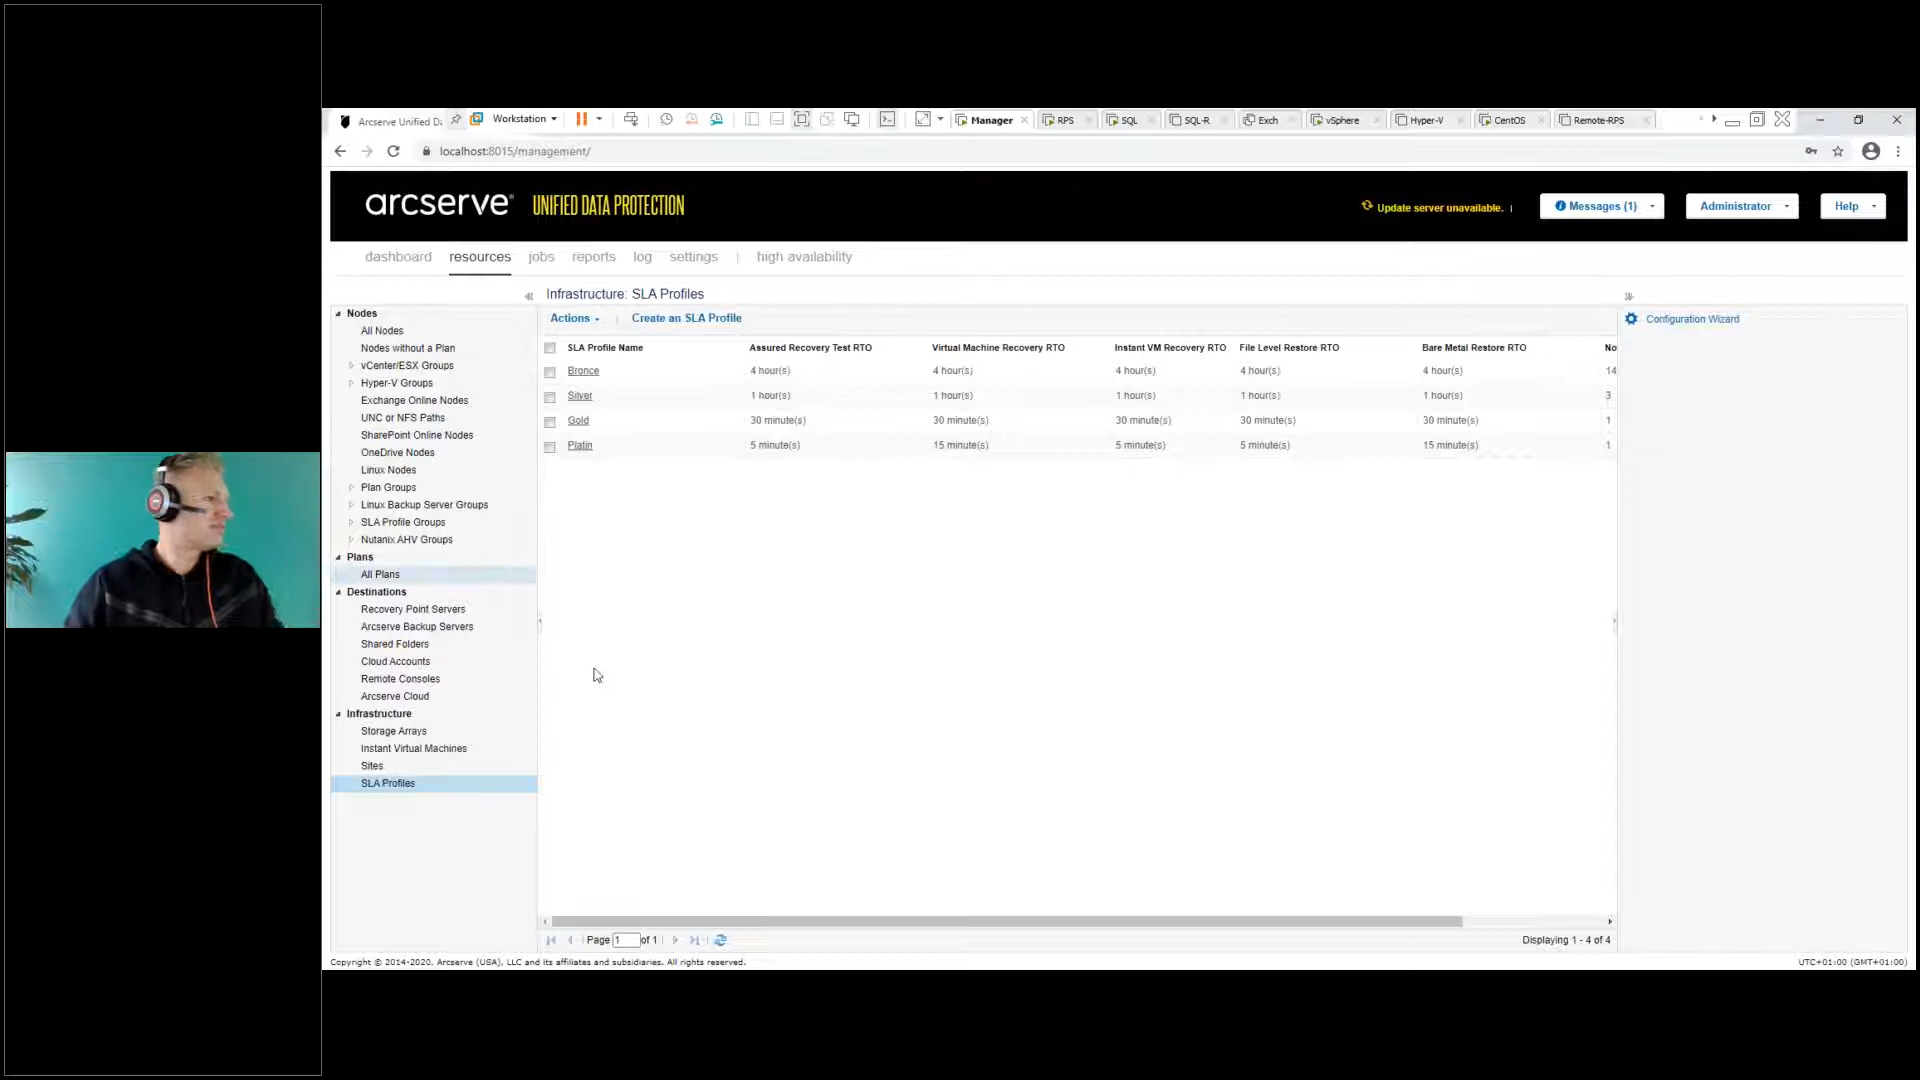 Arcserve Unified D
Workstation
Manager
RPS
SQL
SQL-R
Exch
vSphere
Hyper-V
CentOS
Remote-RPS
localhost:8015/management/
arcserve® UNIFIED DATA PROTECTION
Update server unavailable.
Messages (1)
Administrator
Help
dashboard resources jobs reports log settings | high availability
Infrastructure: SLA Profiles
Nodes
All Nodes
Nodes without a Plan
vCenter/ESX Groups
Hyper-V Groups
Exchange Online Nodes
UNC or NFS Paths
SharePoint Online Nodes
OneDrive Nodes
Linux Nodes
Plan Groups
Linux Backup Server Groups
SLA Profile Groups
Nutanix AHV Groups
Plans
All Plans
Destinations
Recovery Point Servers
Arcserve Backup Servers
Shared Folders
Cloud Accounts
Remote Consoles
Arcserve Cloud
Infrastructure
Storage Arrays
Instant Virtual Machines
Sites
SLA Profiles
Actions | Create an SLA Profile
SLA Profile Name Assured Recovery Test RTO Virtual Machine Recovery RTO Instant VM Recovery RTO File Level Restore RTO Bare Metal Restore RTO No
Bronce 4 hour(s) 4 hour(s) 4 hour(s) 4 hour(s) 4 hour(s) 14
Silver 1 hour(s) 1 hour(s) 1 hour(s) 1 hour(s) 1 hour(s) 3
Gold 30 minute(s) 30 minute(s) 30 minute(s) 30 minute(s) 30 minute(s) 1
Platin 5 minute(s) 15 minute(s) 5 minute(s) 5 minute(s) 15 minute(s) 1
Configuration Wizard
Page 1 of 1
Displaying 1 - 4 of 4
Copyright © 2014-2020, Arcserve (USA), LLC and its affiliates and subsidiaries. All rights reserved.
UTC+01:00 (GMT+01:00)